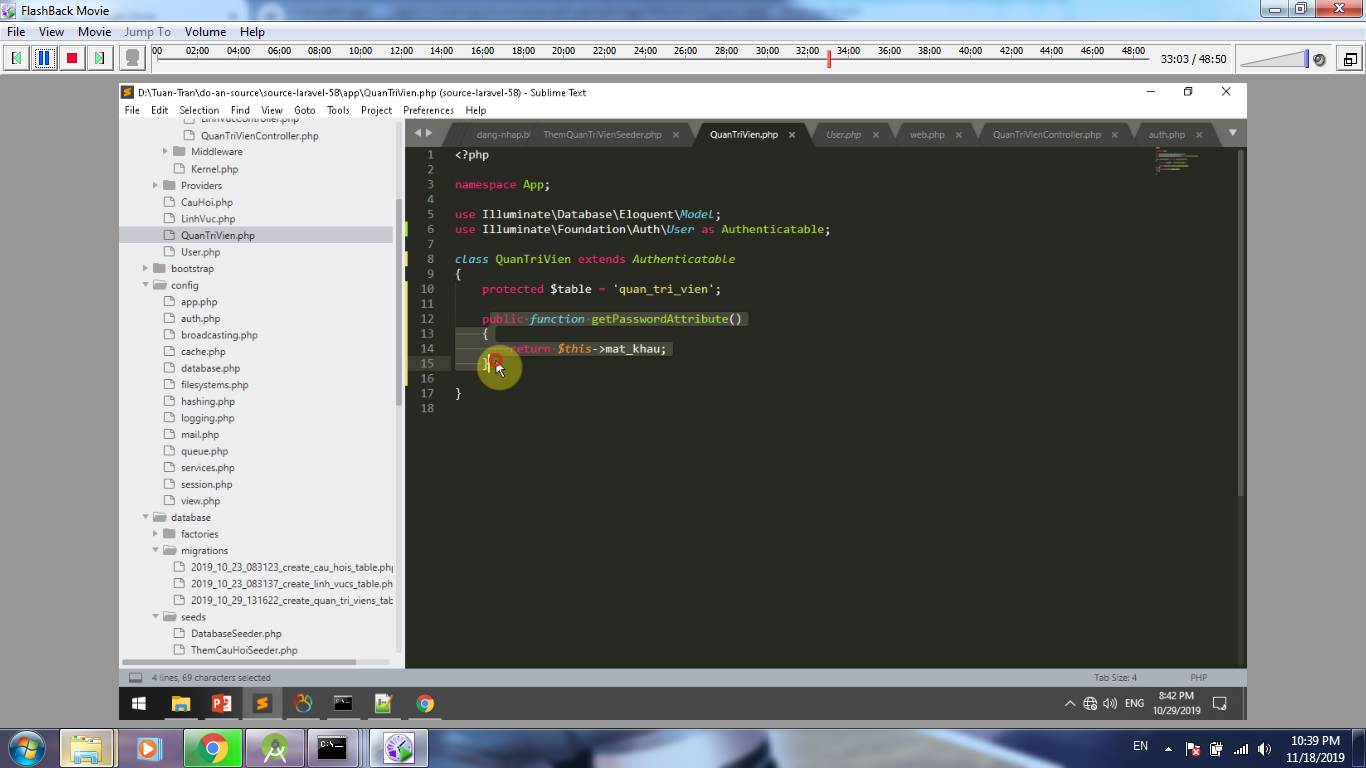 FlashBack Movie
File View Movie Jump To Volume Help
00 02:00 04:00 06:00 08:00 10:00 12:00 14:00 16:00 18:00 20:00 22:00 24:00 26:00 28:00 30:00 32:00 34:00 36:00 38:00 40:00 42:00 44:00 46:00 48:00
33:03 / 48:50
D:\Tuan-Tran\do-an-source\source-laravel-58\app\QuanTriVien.php (source-laravel-58) - Sublime Text
File Edit Selection Find View Goto Tools Project Preferences Help
LinhVucController.php
QuanTriVienController.php
Middleware
Kernel.php
Providers
CauHoi.php
LinhVuc.php
QuanTriVien.php
User.php
bootstrap
config
app.php
auth.php
broadcasting.php
cache.php
database.php
filesystems.php
hashing.php
logging.php
mail.php
queue.php
services.php
session.php
view.php
database
factories
migrations
2019_10_23_083123_create_cau_hois_table.php
2019_10_23_083137_create_linh_vucs_table.ph
2019_10_29_131622_create_quan_tri_viens_tab
seeds
DatabaseSeeder.php
ThemCauHoiSeeder.php
dang-nhap.bl ThemQuanTriVienSeeder.php QuanTriVien.php User.php web.php QuanTriVienController.php auth.php
1 <?php
2
3 namespace App;
4
5 use Illuminate\Database\Eloquent\Model;
6 use Illuminate\Foundation\Auth\User as Authenticatable;
7
8 class QuanTriVien extends Authenticatable
9 {
10 protected $table = 'quan_tri_vien';
11
12 public function getPasswordAttribute()
13 {
14 return $this->mat_khau;
15 }
16
17 }
18
4 lines, 69 characters selected
Tab Size: 4 PHP
ENG
8:42 PM
10/29/2019
EN
10:39 PM
11/18/2019